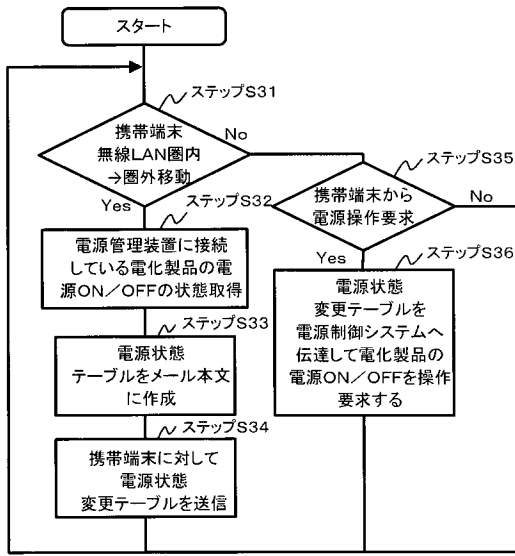 スタート
ステップS31
携帯端末
無線LAN圏内
→圏外移動
No
Yes
ステップS32
電源管理装置に接続
している電化製品の電
源ON/OFFの状態取得
ステップS33
電源状態
テーブルをメール本文
に作成
ステップS34
携帯端末に対して
電源状態
変更テーブルを送信
ステップS35
携帯端末から
電源操作要求
No
Yes
ステップS36
電源状態
変更テーブルを
電源制御システムへ
伝達して電化製品の
電源ON/OFFを操作
要求する